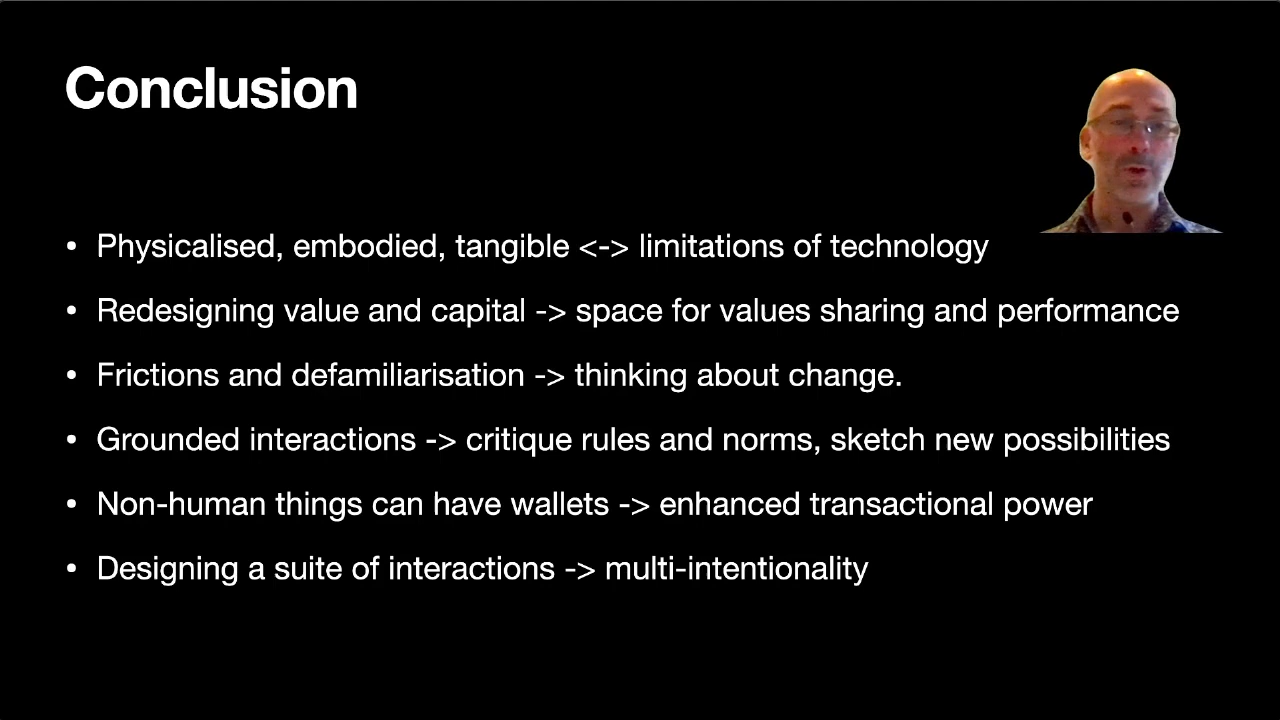 Conclusion
• Physicalised, embodied, tangible <-> limitations of technology
• Redesigning value and capital -> space for values sharing and performance
• Frictions and defamiliarisation -> thinking about change.
• Grounded interactions -> critique rules and norms, sketch new possibilities
• Non-human things can have wallets -> enhanced transactional power
• Designing a suite of interactions -> multi-intentionality